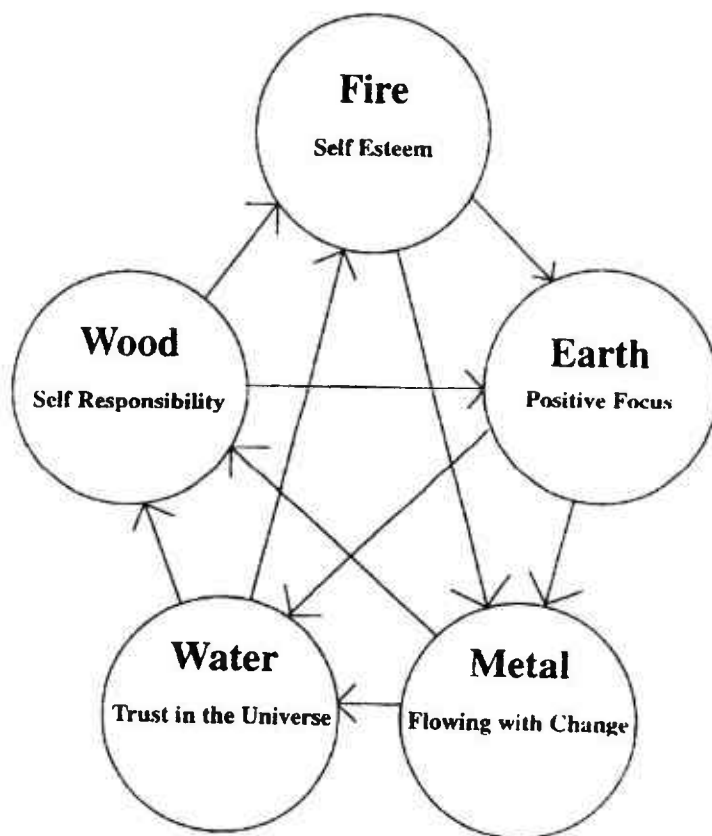 Fire
Self Esteem
Wood
Self Responsibility
Earth
Positive Focus
Water
Trust in the Universe
Metal
Flowing with Change